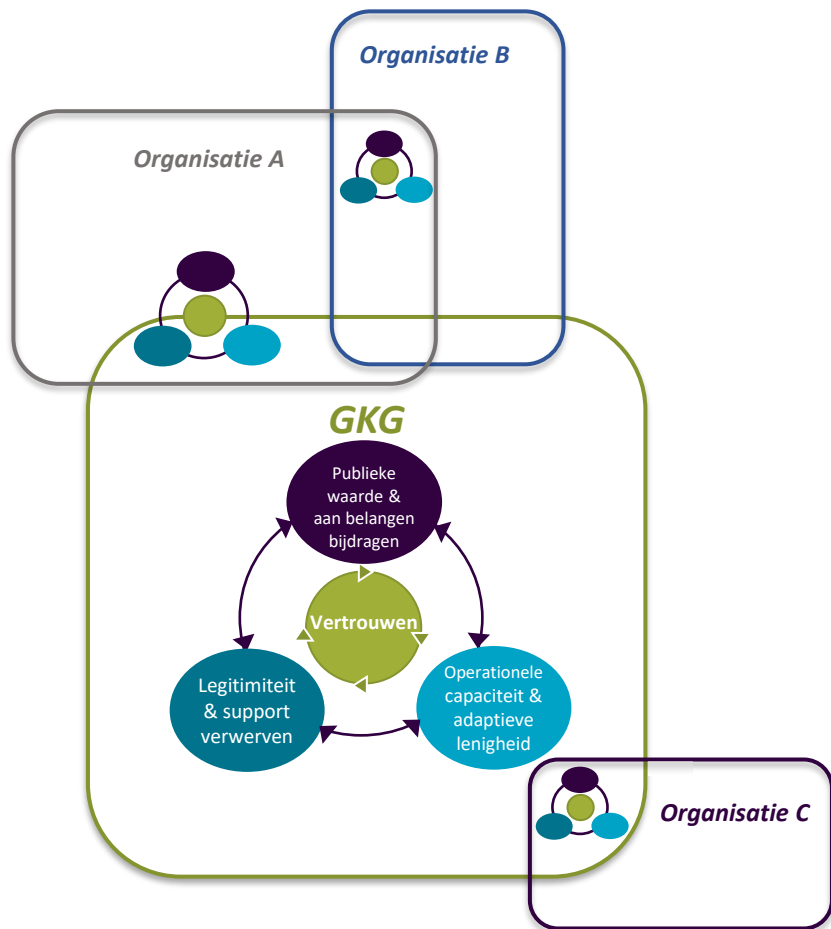 Organisatie B
Organisatie A
GKG
Publieke
waarde &
aan belangen
bijdragen
Vertrouwen
Legitimiteit
& support
verwerven
Operationele
capaciteit &
adaptieve
lenigheid
Organisatie C